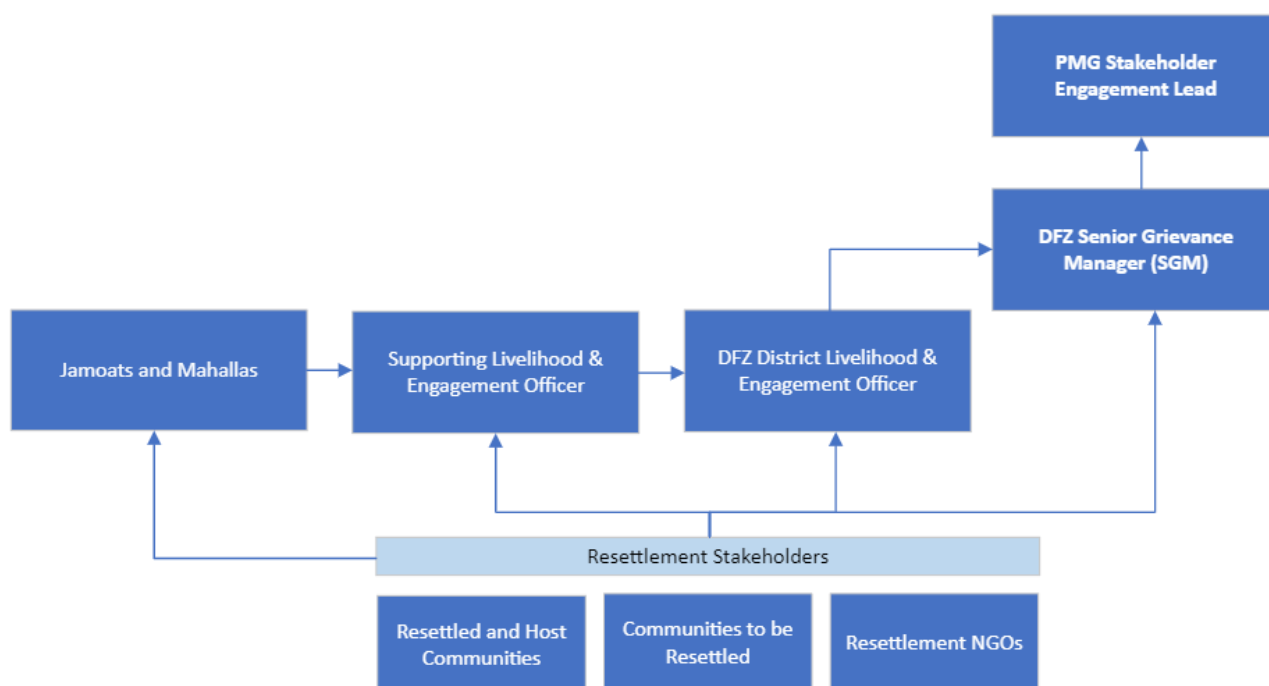 PMG Stakeholder
Engagement Lead
DFZ Senior Grievance
Manager (SGM)
Jamoats and Mahallas
Supporting Livelihood &
Engagement Officer
DFZ District Livelihood &
Engagement Officer
Resettlement Stakeholders
Resettled and Host
Communities
Communities to be
Resettled
Resettlement NGOs